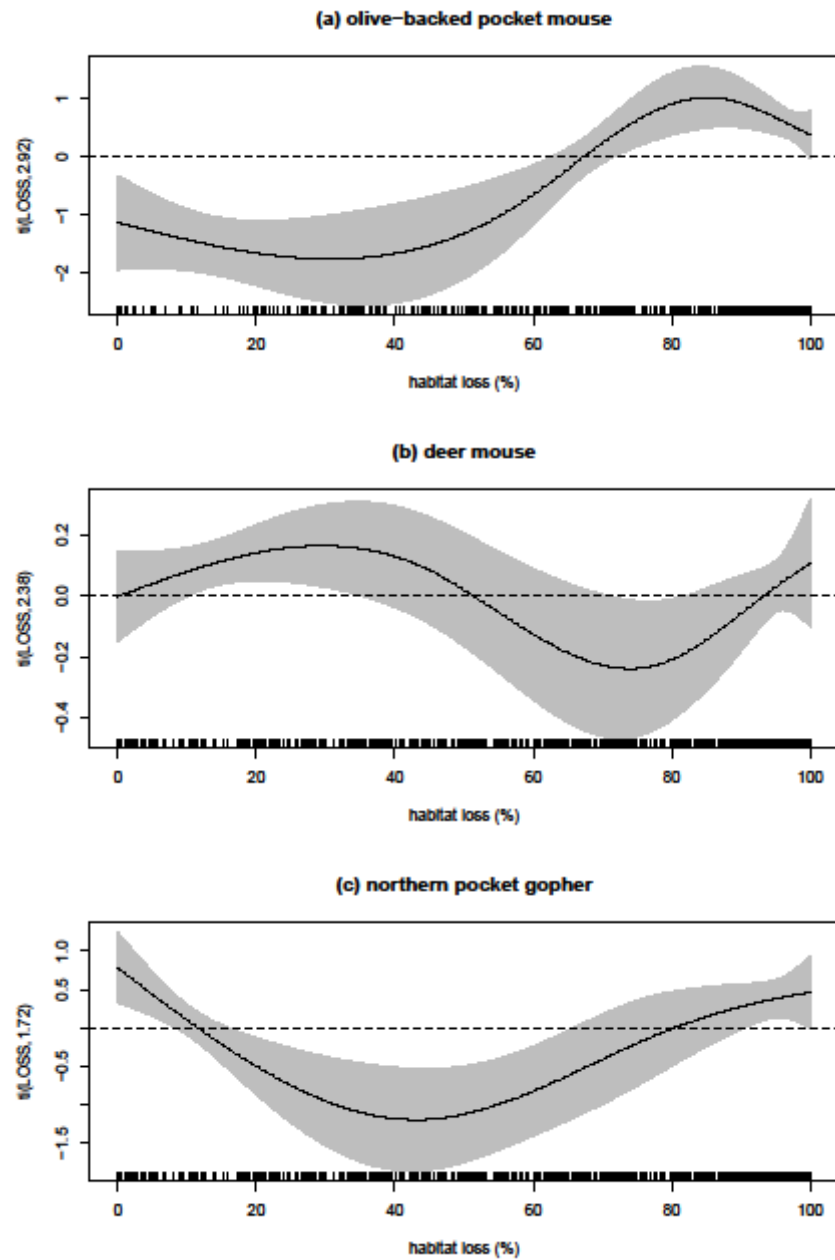 (a) olive-backed pocket mouse
ti(LOSS,2.92)
1
0
-1
-2
0 20 40 60 80 100
habitat loss (%)
(b) deer mouse
ti(LOSS,2.38)
0.2
0.0
-0.2
-0.4
0 20 40 60 80 100
habitat loss (%)
(c) northern pocket gopher
ti(LOSS,1.72)
1.0
0.5
-0.5
-1.5
0 20 40 60 80 100
habitat loss (%)